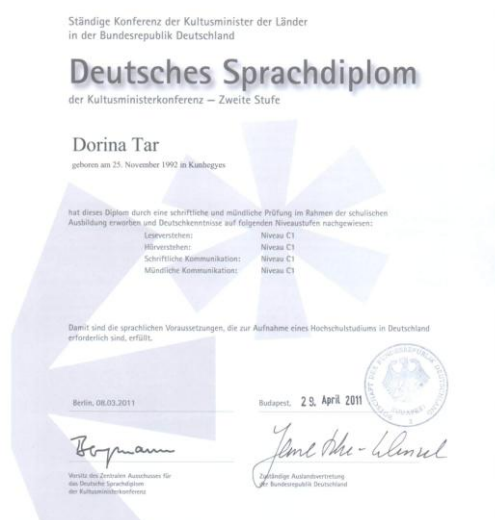 Ständige Konferenz der Kultusminister der Länder
in der Bundesrepublik Deutschland
Deutsches Sprachdiplom
der Kultusministerkonferenz – Zweite Stufe
Dorina Tar
geboren am 25. November 1992 in Kunhegyes
hat dieses Diplom durch eine schriftliche und mündliche Prüfung im Rahmen der schulischen
Ausbildung erworben und Deutschkenntnisse auf folgenden Niveaustufen nachgewiesen:
Leseverstehen: Niveau C1
Hörverstehen: Niveau C1
Schriftliche Kommunikation: Niveau C1
Mündliche Kommunikation: Niveau C1
Damit sind die sprachlichen Voraussetzungen, die zur Aufnahme eines Hochschulstudiums in Deutschland
erforderlich sind, erfüllt.
Berlin, 08.03.2011
Budapest, 29. April 2011
BOTSCHAFT DER BUNDESREPUBLIK DEUTSCHLAND
BUDAPEST
Vorsitz des Zentralen Ausschusses für
das Deutsche Sprachdiplom
der Kultusministerkonferenz
Zuständige Auslandsvertretung
der Bundesrepublik Deutschland